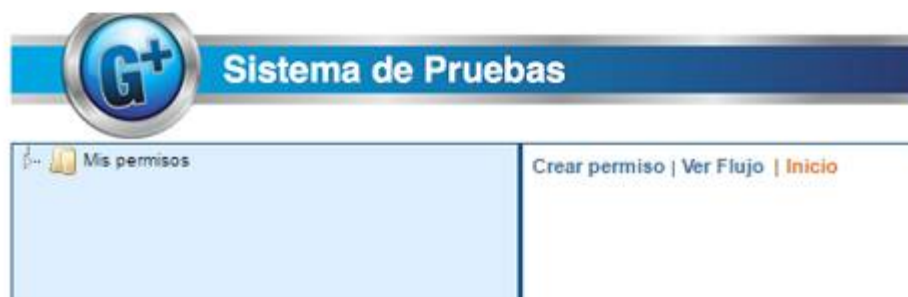 G+
Sistema de Pruebas
Mis permisos
Crear permiso | Ver Flujo | Inicio